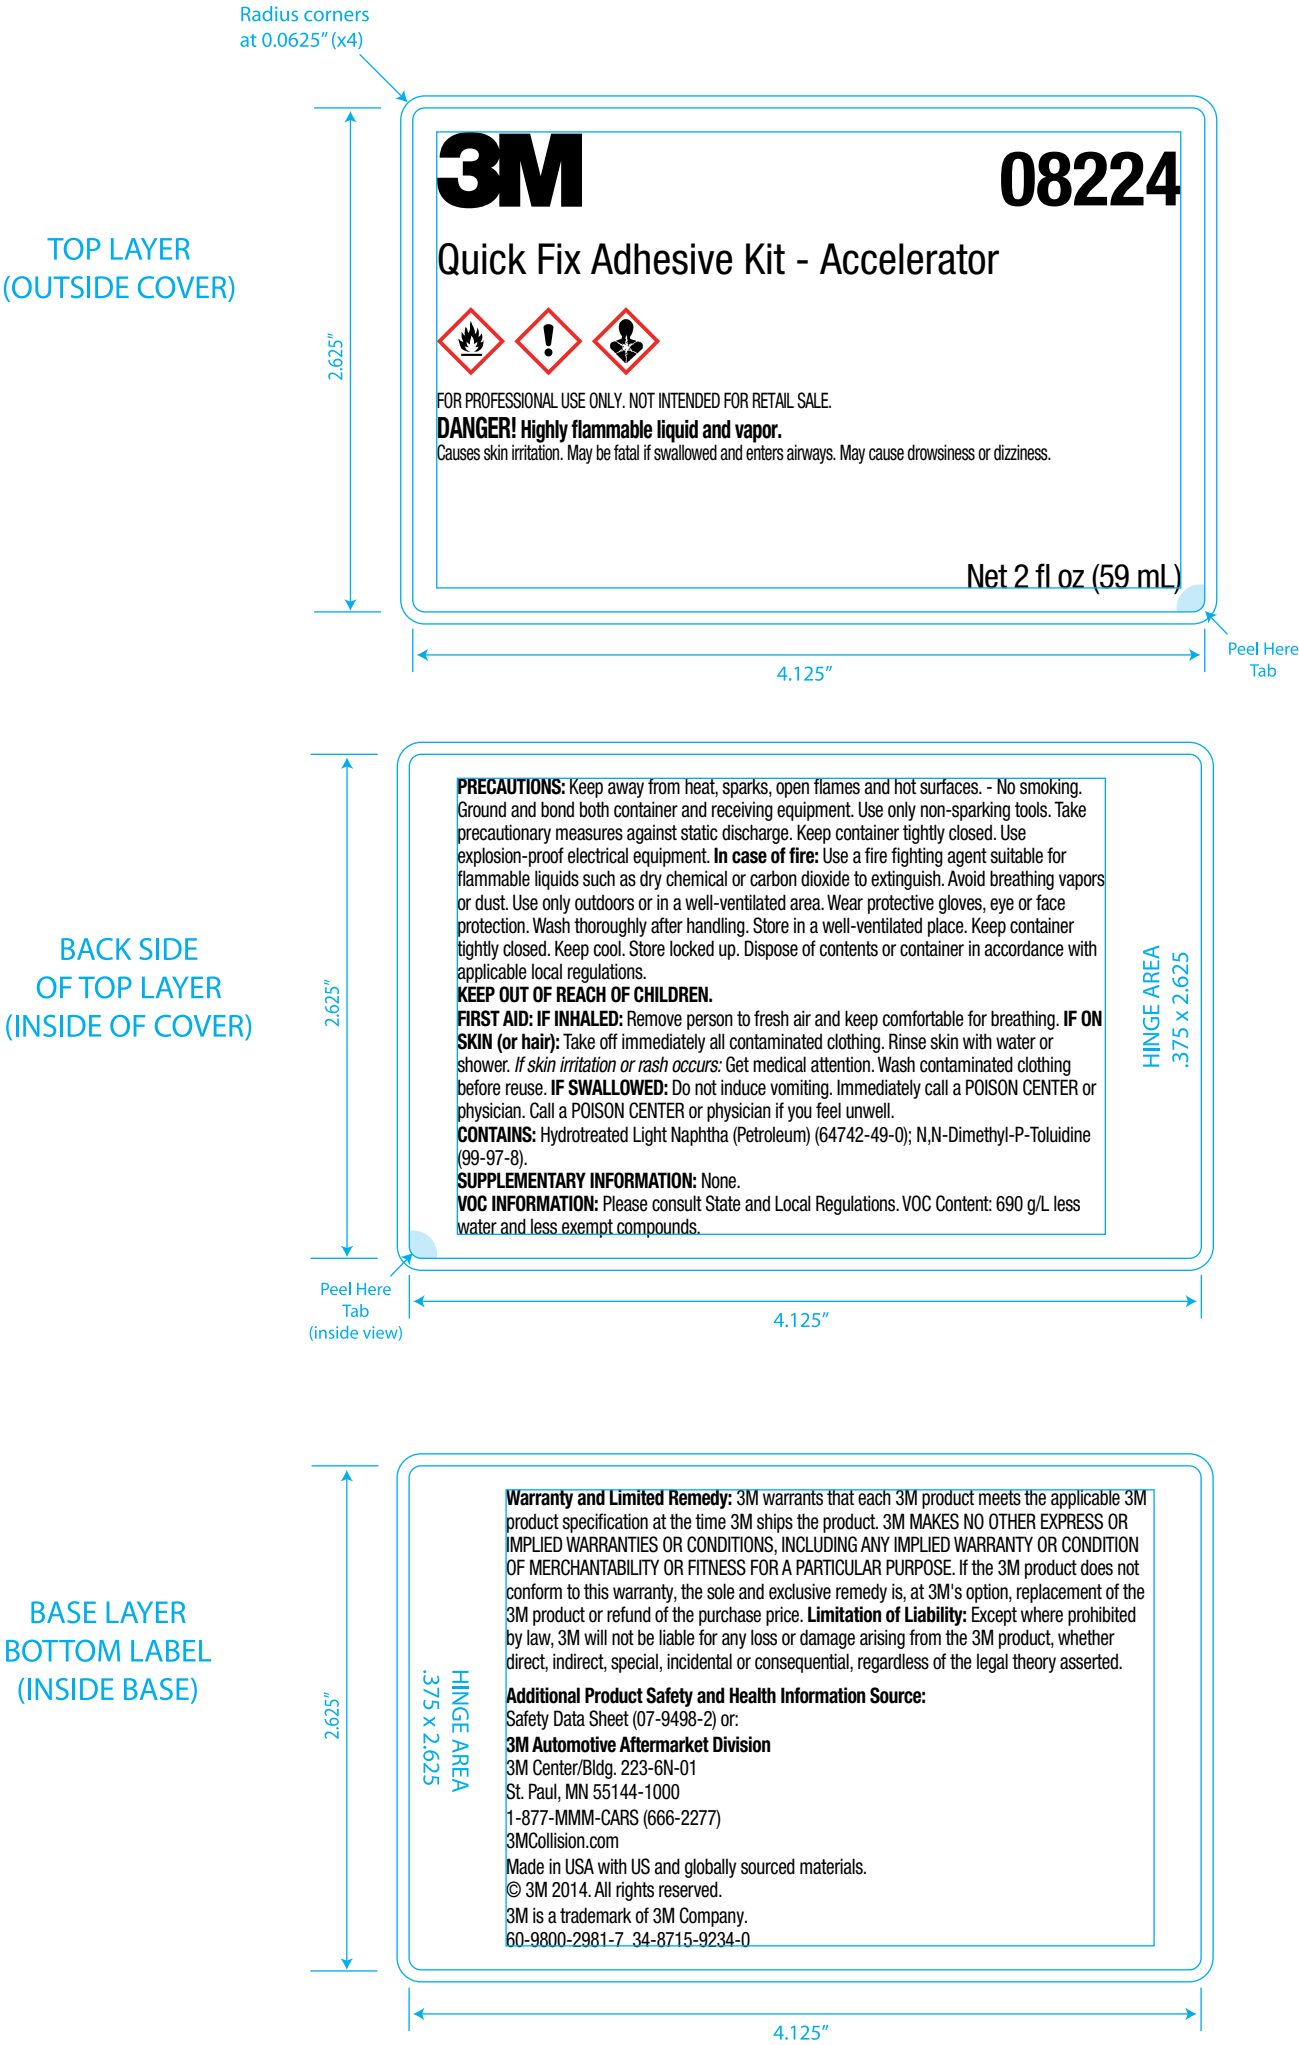 Radius corners
at 0.0625” (x4)
TOP LAYER
(OUTSIDE COVER)
2.625”
3M
08224
Quick Fix Adhesive Kit - Accelerator
FOR PROFESSIONAL USE ONLY. NOT INTENDED FOR RETAIL SALE.
DANGER! Highly flammable liquid and vapor.
Causes skin irritation. May be fatal if swallowed and enters airways. May cause drowsiness or dizziness.
Net 2 fl oz (59 mL)
Peel Here
Tab
4.125”
BACK SIDE
OF TOP LAYER
(INSIDE OF COVER)
2.625”
PRECAUTIONS: Keep away from heat, sparks, open flames and hot surfaces. - No smoking.
Ground and bond both container and receiving equipment. Use only non-sparking tools. Take
precautionary measures against static discharge. Keep container tightly closed. Use
explosion-proof electrical equipment. In case of fire: Use a fire fighting agent suitable for
flammable liquids such as dry chemical or carbon dioxide to extinguish. Avoid breathing vapors
or dust. Use only outdoors or in a well-ventilated area. Wear protective gloves, eye or face
protection. Wash thoroughly after handling. Store in a well-ventilated place. Keep container
tightly closed. Keep cool. Store locked up. Dispose of contents or container in accordance with
applicable local regulations.
KEEP OUT OF REACH OF CHILDREN.
FIRST AID: IF INHALED: Remove person to fresh air and keep comfortable for breathing. IF ON
SKIN (or hair): Take off immediately all contaminated clothing. Rinse skin with water or
shower. If skin irritation or rash occurs: Get medical attention. Wash contaminated clothing
before reuse. IF SWALLOWED: Do not induce vomiting. Immediately call a POISON CENTER or
physician. Call a POISON CENTER or physician if you feel unwell.
CONTAINS: Hydrotreated Light Naphtha (Petroleum) (64742-49-0); N,N-Dimethyl-P-Toluidine
(99-97-8).
SUPPLEMENTARY INFORMATION: None.
VOC INFORMATION: Please consult State and Local Regulations. VOC Content: 690 g/L less
water and less exempt compounds.
HINGE AREA
.375 x 2.625
Peel Here
Tab
(inside view)
4.125”
BASE LAYER
BOTTOM LABEL
(INSIDE BASE)
2.625”
HINGE AREA
.375 x 2.625
Warranty and Limited Remedy: 3M warrants that each 3M product meets the applicable 3M
product specification at the time 3M ships the product. 3M MAKES NO OTHER EXPRESS OR
IMPLIED WARRANTIES OR CONDITIONS, INCLUDING ANY IMPLIED WARRANTY OR CONDITION
OF MERCHANTABILITY OR FITNESS FOR A PARTICULAR PURPOSE. If the 3M product does not
conform to this warranty, the sole and exclusive remedy is, at 3M's option, replacement of the
3M product or refund of the purchase price. Limitation of Liability: Except where prohibited
by law, 3M will not be liable for any loss or damage arising from the 3M product, whether
direct, indirect, special, incidental or consequential, regardless of the legal theory asserted.
Additional Product Safety and Health Information Source:
Safety Data Sheet (07-9498-2) or:
3M Automotive Aftermarket Division
3M Center/Bldg. 223-6N-01
St. Paul, MN 55144-1000
1-877-MMM-CARS (666-2277)
3MCollision.com
Made in USA with US and globally sourced materials.
© 3M 2014. All rights reserved.
3M is a trademark of 3M Company.
60-9800-2981-7 34-8715-9234-0
4.125”